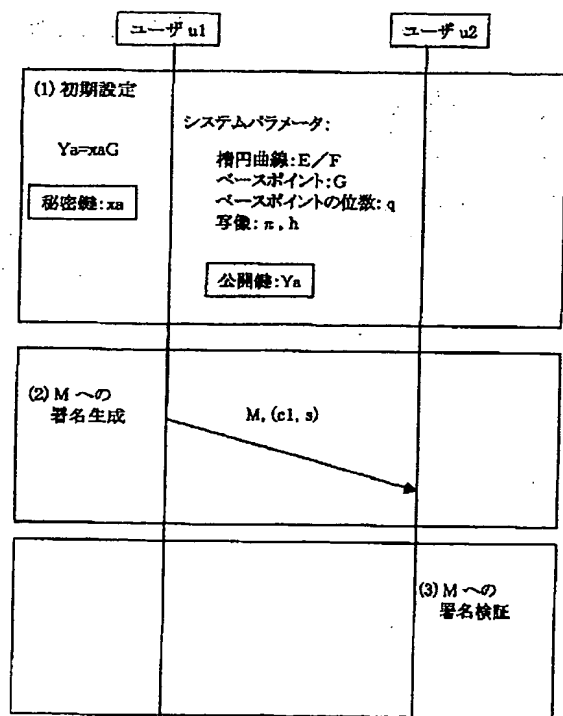 ユーザ u1
ユーザ u2
(1) 初期設定
システムパラメータ:
Ya=xaG
楕円曲線:E/F
ベースポイント:G
ベースポイントの位数: q
写像: π, h
秘密鍵: xa
公開鍵: Ya
(2) M への
署名生成
M, (c1, s)
(3) M への
署名検証